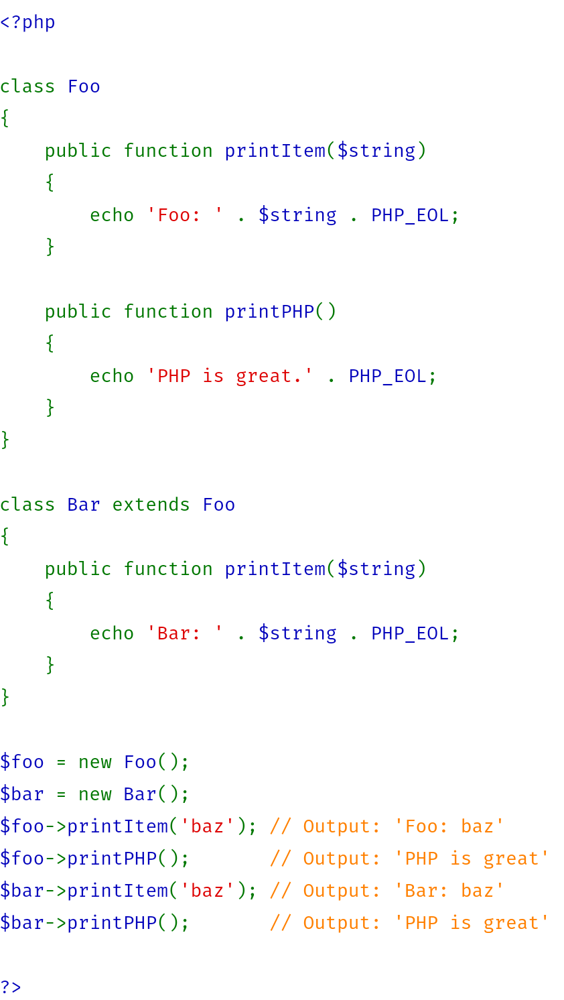 <?php

class Foo
{
    public function printItem($string)
    {
        echo 'Foo: ' . $string . PHP_EOL;
    }

    public function printPHP()
    {
        echo 'PHP is great.' . PHP_EOL;
    }
}

class Bar extends Foo
{
    public function printItem($string)
    {
        echo 'Bar: ' . $string . PHP_EOL;
    }
}

$foo = new Foo();
$bar = new Bar();
$foo->printItem('baz'); // Output: 'Foo: baz'
$foo->printPHP();       // Output: 'PHP is great'
$bar->printItem('baz'); // Output: 'Bar: baz'
$bar->printPHP();       // Output: 'PHP is great'

?>